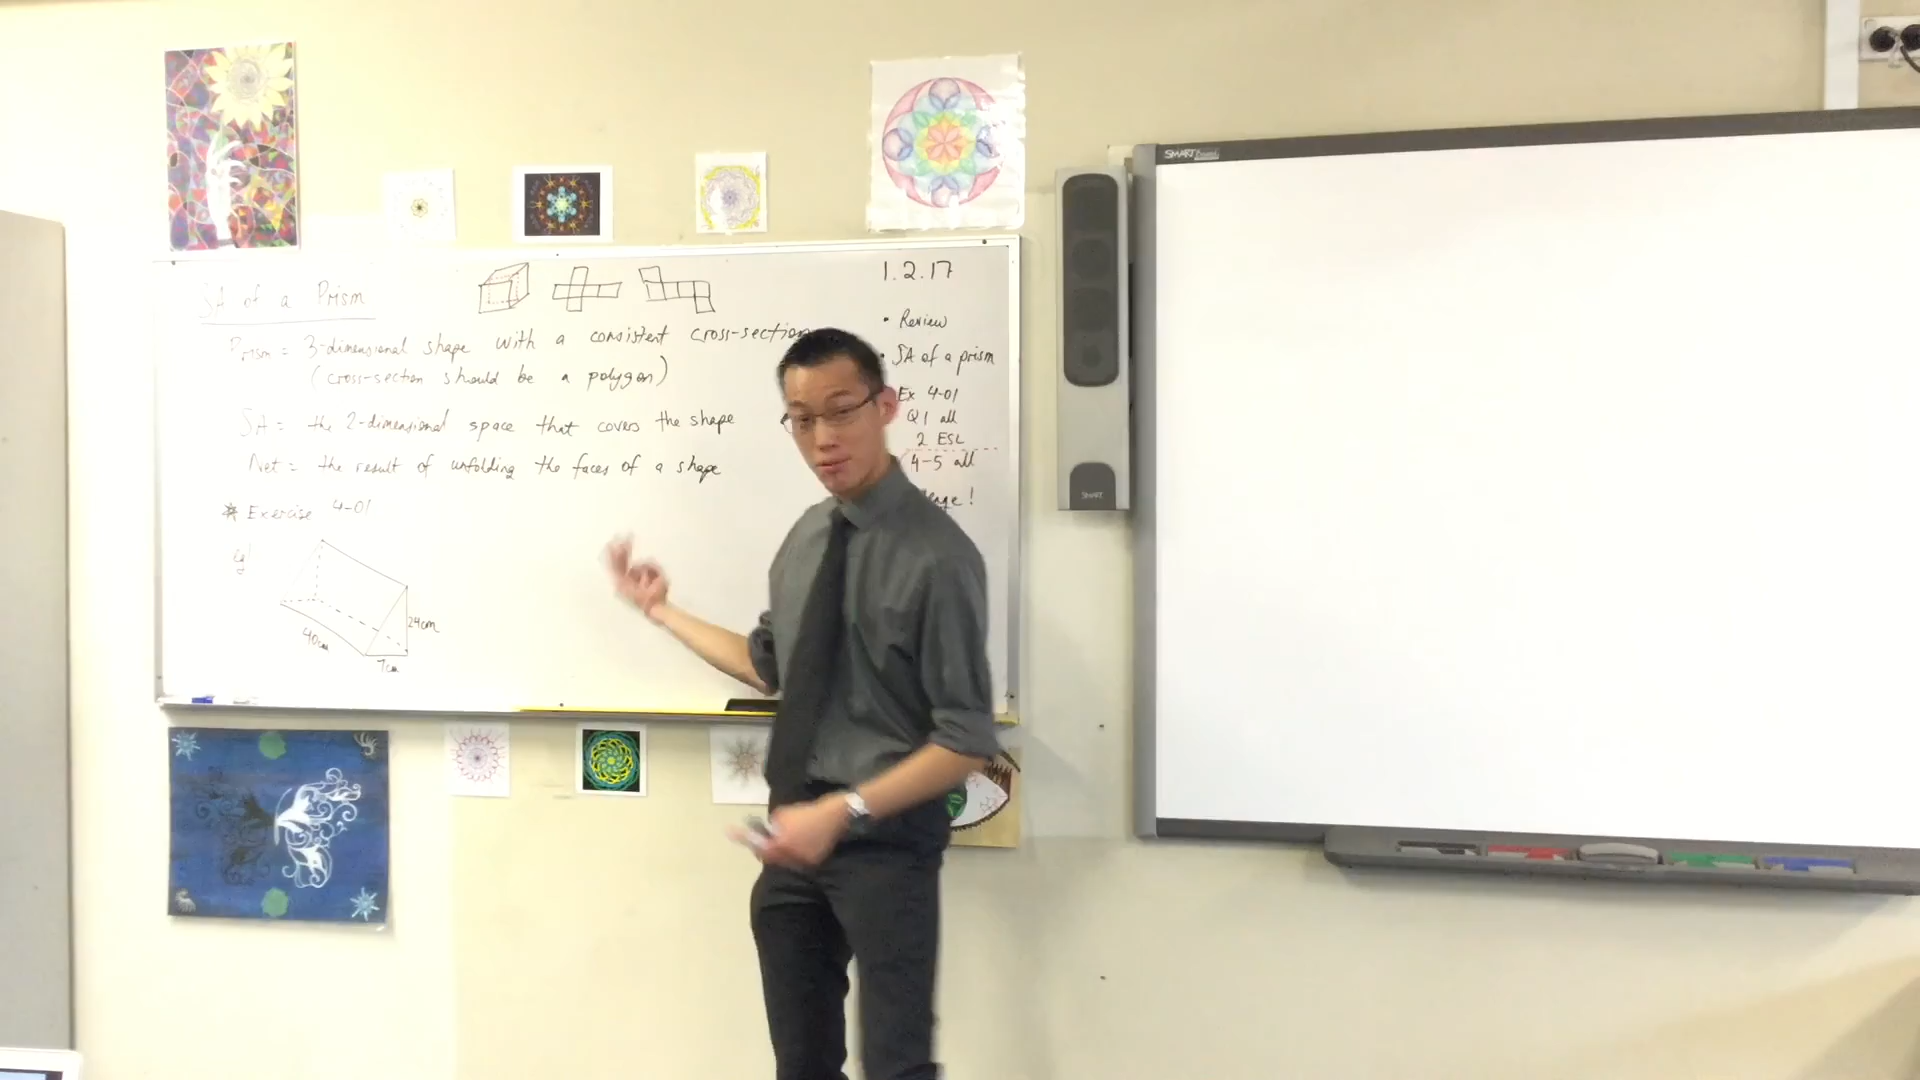 SA of a Prism
Prism = 3-dimensional shape with a consistent cross-section
(cross-section should be a polygon)
SA = the 2-dimensional space that covers the shape
Net = the result of unfolding the faces of a shape
* Exercise 4-01
eg
24cm
40cm
7cm
1.2.17
• Review
• SA of a prism
Ex 4-01
Q1 all
2 ESL
4-5 all
!
SMART Board
SMART